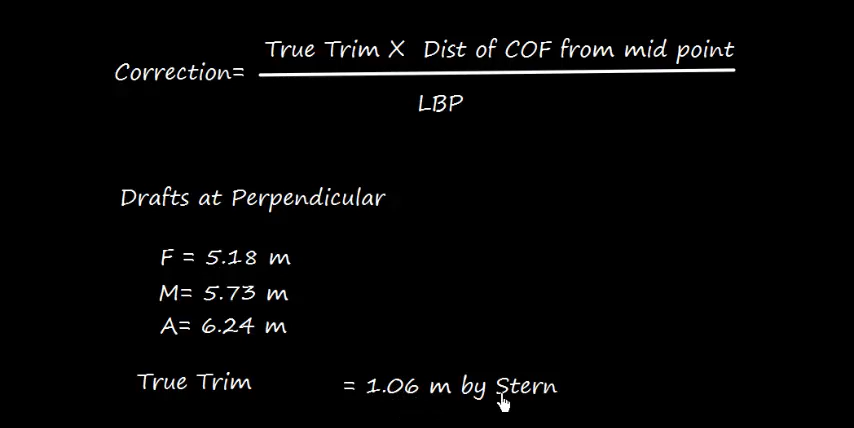 Correction= True Trim X Dist of COF from mid point
LBP
Drafts at Perpendicular
F = 5.18 m
M= 5.73 m
A= 6.24 m
True Trim = 1.06 m by Stern